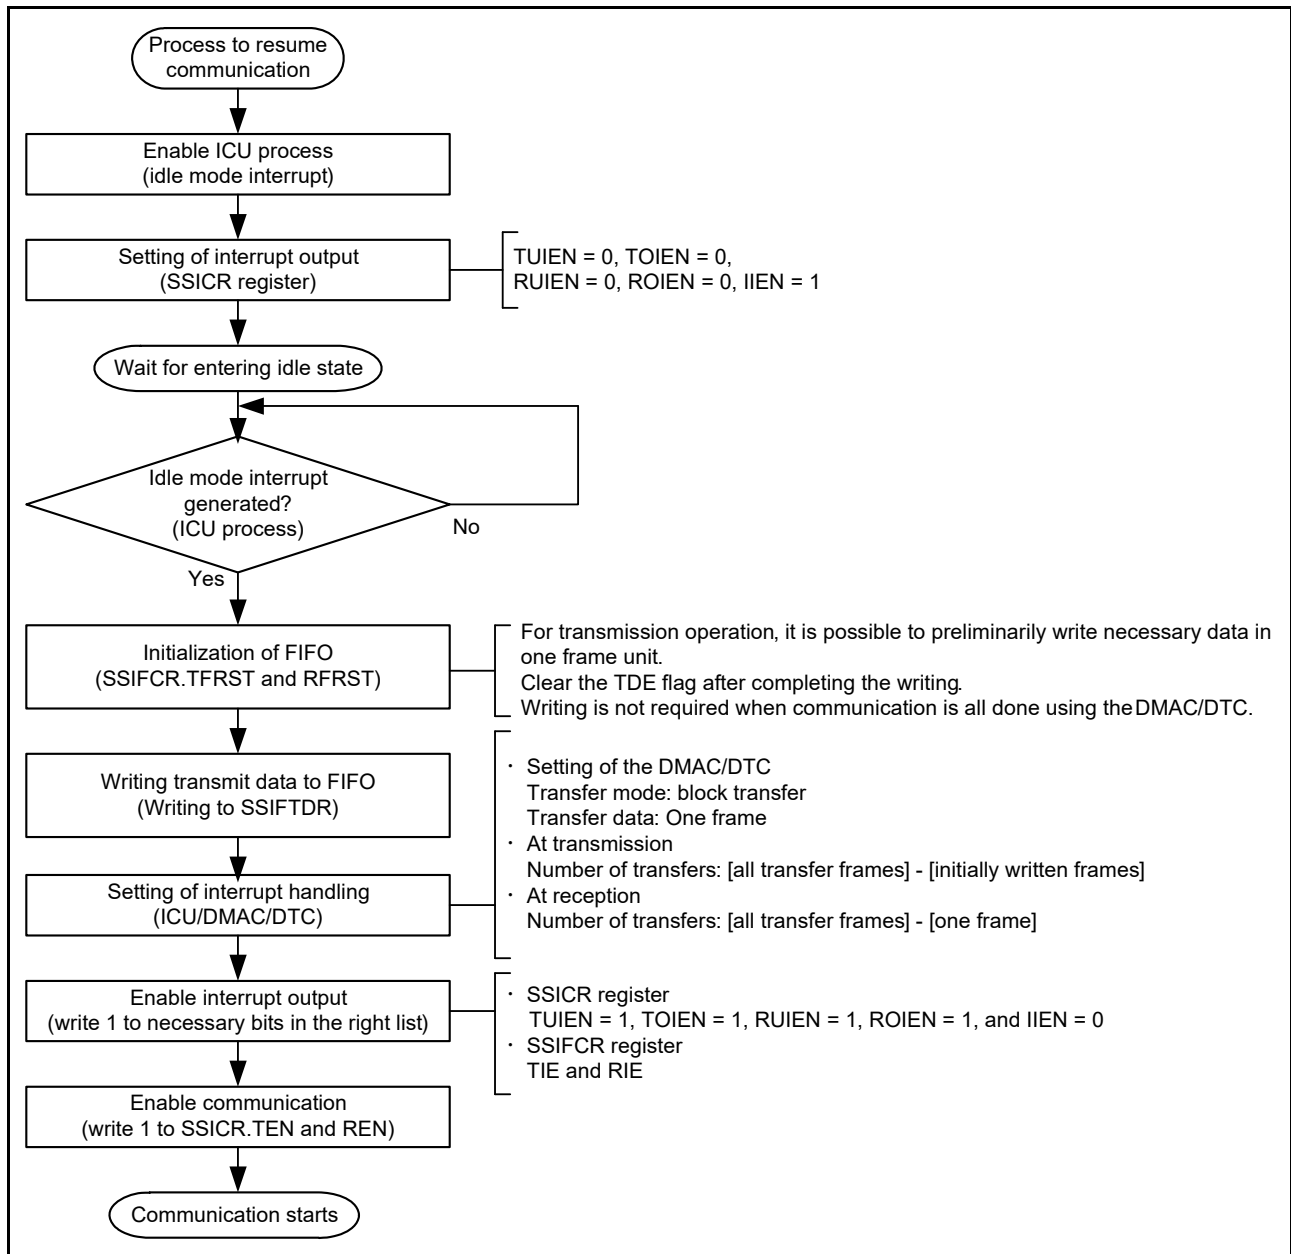 Process to resume
communication
Enable ICU process
(idle mode interrupt)
Setting of interrupt output
(SSICR register)
TUIEN = 0, TOIEN = 0,
RUIEN = 0, ROIEN = 0, IIEN = 1
Wait for entering idle state
Idle mode interrupt
generated?
(ICU process)
No
Yes
Initialization of FIFO
(SSIFCR.TFRST and RFRST)
For transmission operation, it is possible to preliminarily write necessary data in
one frame unit.
Clear the TDE flag after completing the writing.
Writing is not required when communication is all done using the DMAC/DTC.
Writing transmit data to FIFO
(Writing to SSIFTDR)
Setting of interrupt handling
(ICU/DMAC/DTC)
· Setting of the DMAC/DTC
Transfer mode: block transfer
Transfer data: One frame
· At transmission
Number of transfers: [all transfer frames] - [initially written frames]
· At reception
Number of transfers: [all transfer frames] - [one frame]
Enable interrupt output
(write 1 to necessary bits in the right list)
· SSICR register
TUIEN = 1, TOIEN = 1, RUIEN = 1, ROIEN = 1, and IIEN = 0
· SSIFCR register
TIE and RIE
Enable communication
(write 1 to SSICR.TEN and REN)
Communication starts